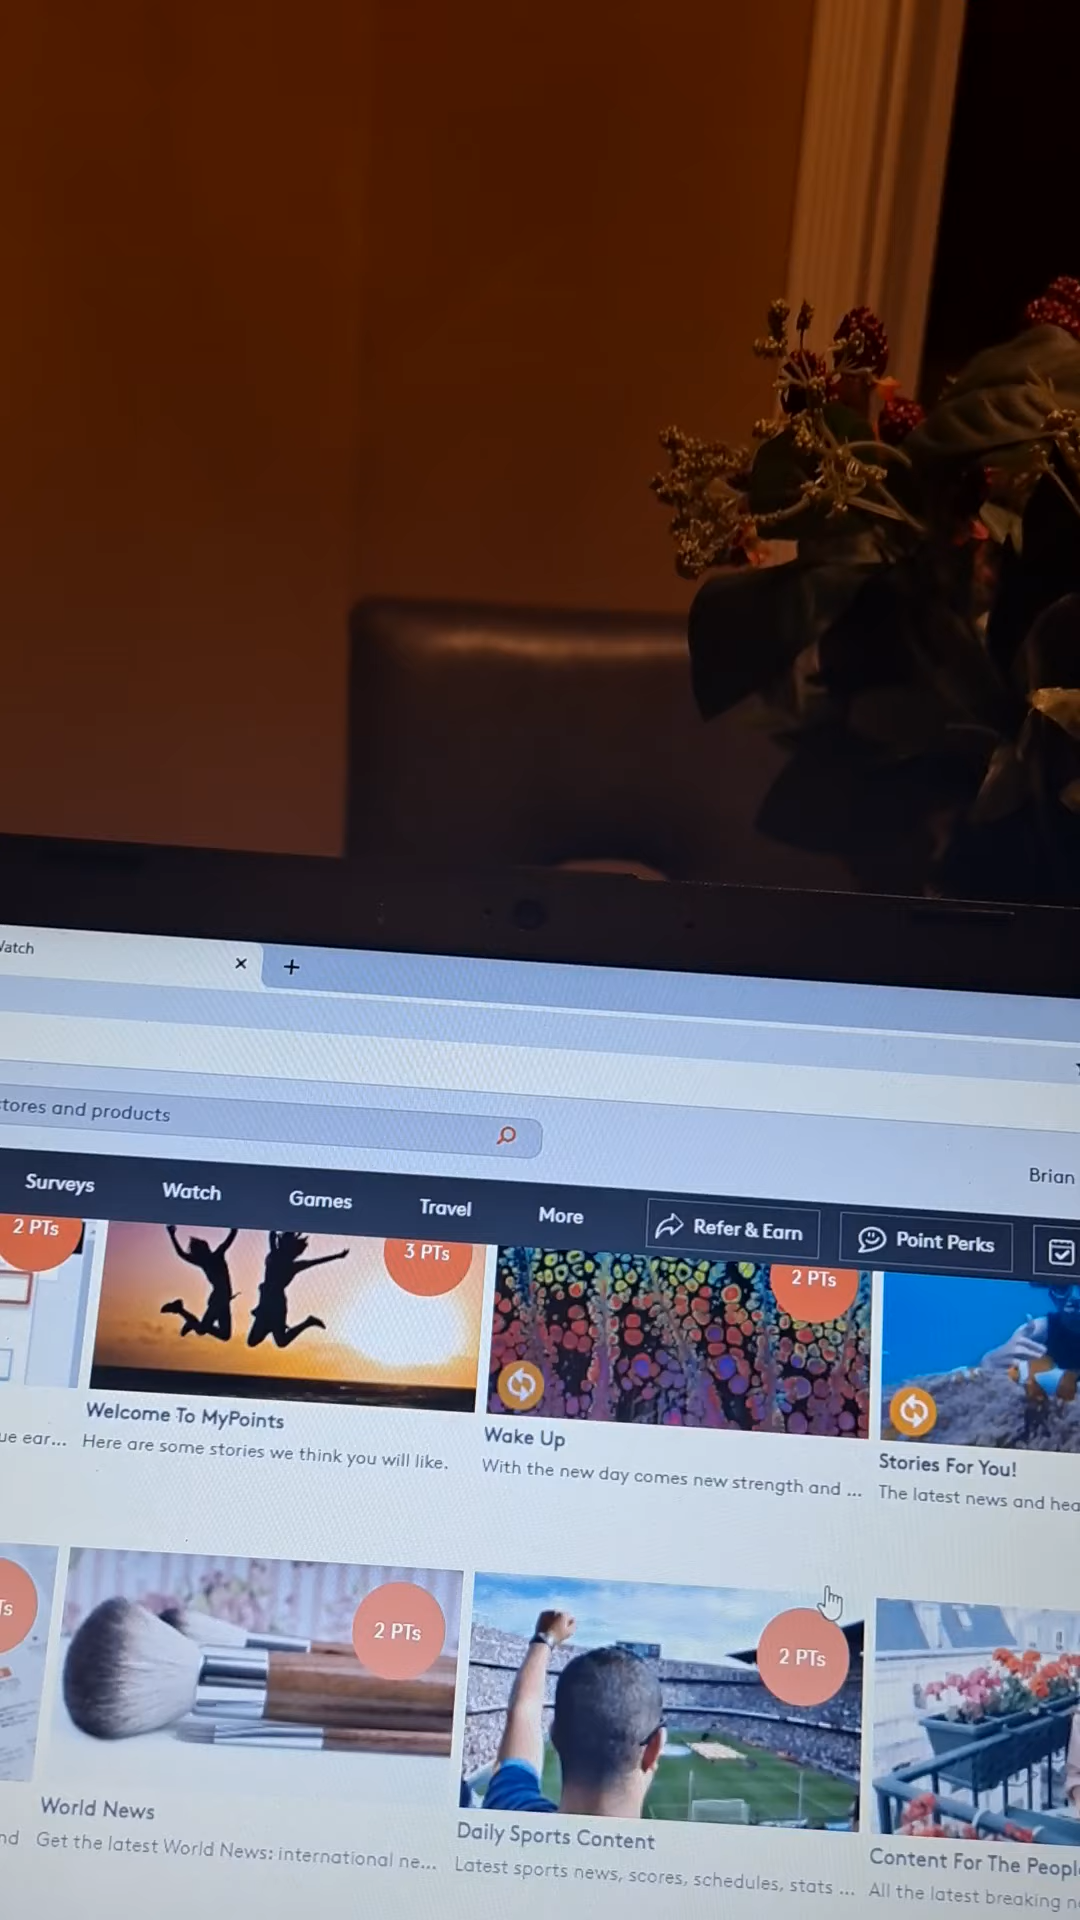 tores and products
Brian
Surveys
Watch
Games
Travel
More
Refer & Earn
Point Perks
2 PTs
3 PTs
2 PTs
Welcome To MyPoints
Here are some stories we think you will like.
Wake Up
With the new day comes new strength and ...
Stories For You!
The latest news and hea
2 PTs
2 PTs
World News
Get the latest World News: international ne...
Daily Sports Content
Latest sports news, scores, schedules, stats ...
Content For The Peopl
All the latest breaking n